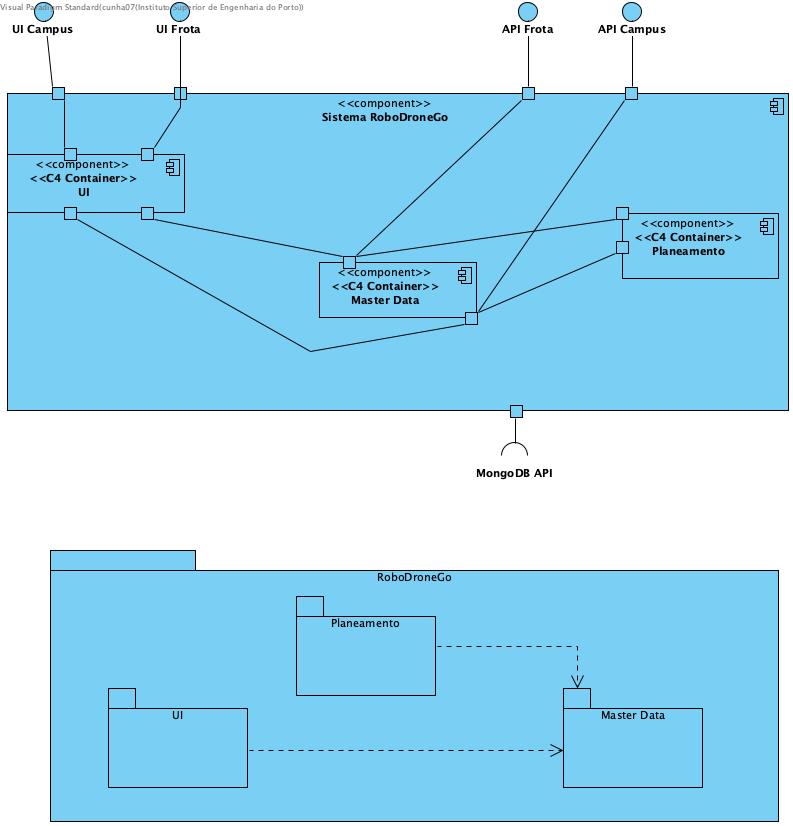 Visual Paradigm Standard(cunha07(Instituto Superior de Engenharia do Porto))
UI Campus
UI Frota
API Frota
API Campus
<<component>>
Sistema RoboDroneGo
<<component>>
<<C4 Container>>
UI
<<component>>
<<C4 Container>>
Planeamento
<<component>>
<<C4 Container>>
Master Data
MongoDB API
RoboDroneGo
Planeamento
UI
Master Data